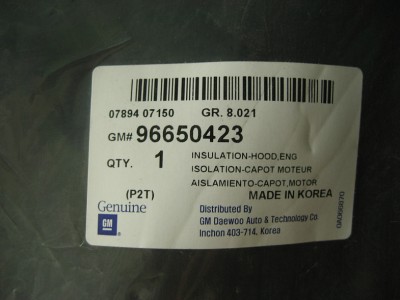 07894 07150 GR. 8.021
GM# 96650423
QTY. 1 INSULATION-HOOD,ENG
ISOLATION-CAPOT MOTEUR
AISLAMIENTO-CAPOT,MOTOR
(P2T) MADE IN KOREA
Genuine
GM
Distributed By
GM Daewoo Auto & Technology Co.
Inchon 403-714, Korea